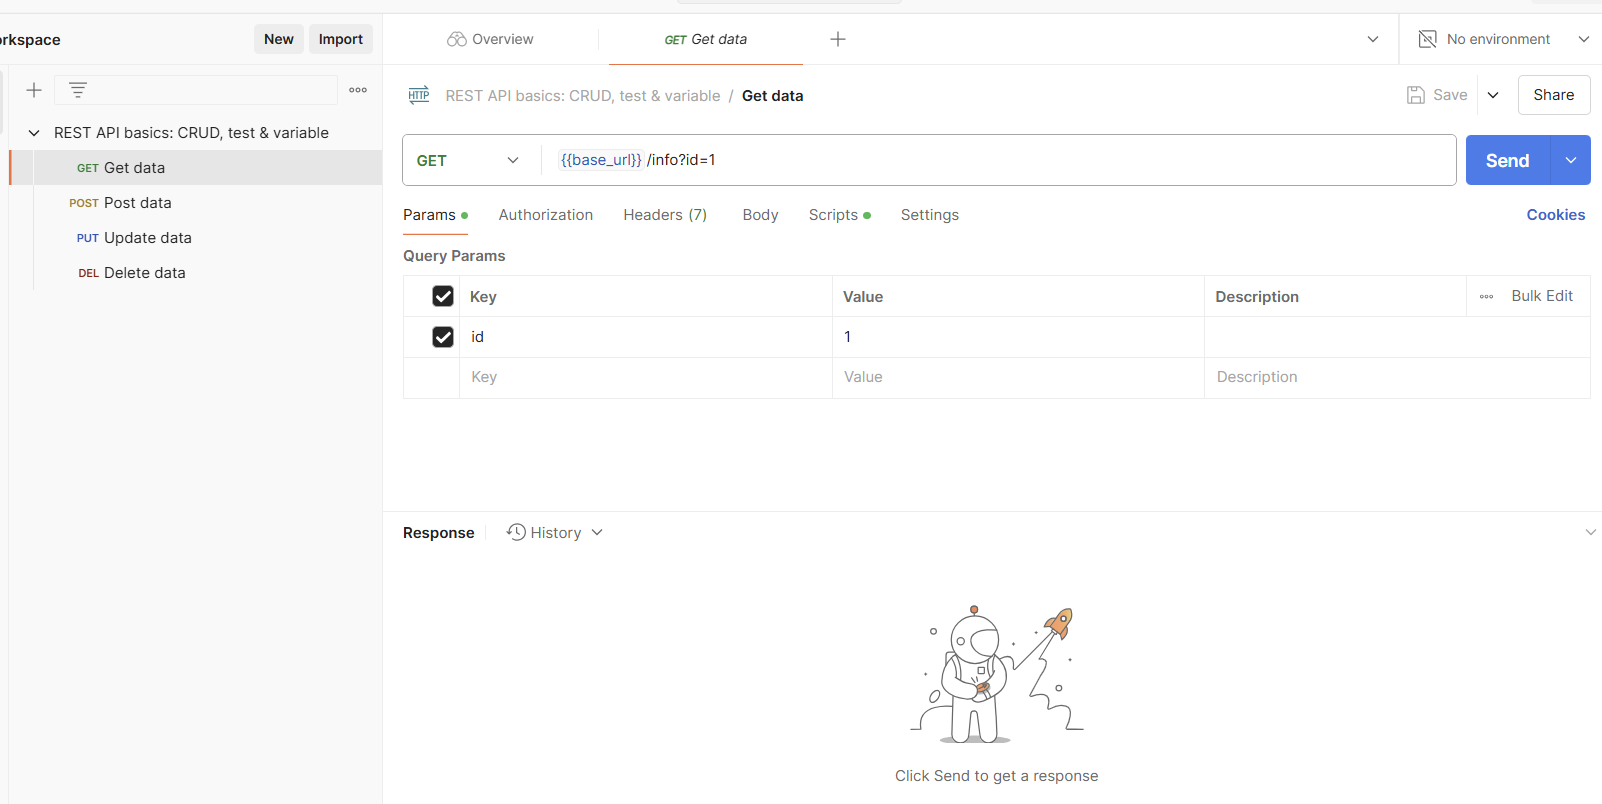 rkspace
New Import
Overview
GET Get data
No environment
REST API basics: CRUD, test & variable
GET Get data
POST Post data
PUT Update data
DEL Delete data
HTTP REST API basics: CRUD, test & variable / Get data
Save
Share
GET {{base_url}} /info?id=1
Send
Params Authorization Headers (7) Body Scripts Settings Cookies
Query Params
Key Value Description Bulk Edit
id 1
Key Value Description
Response History
Click Send to get a response